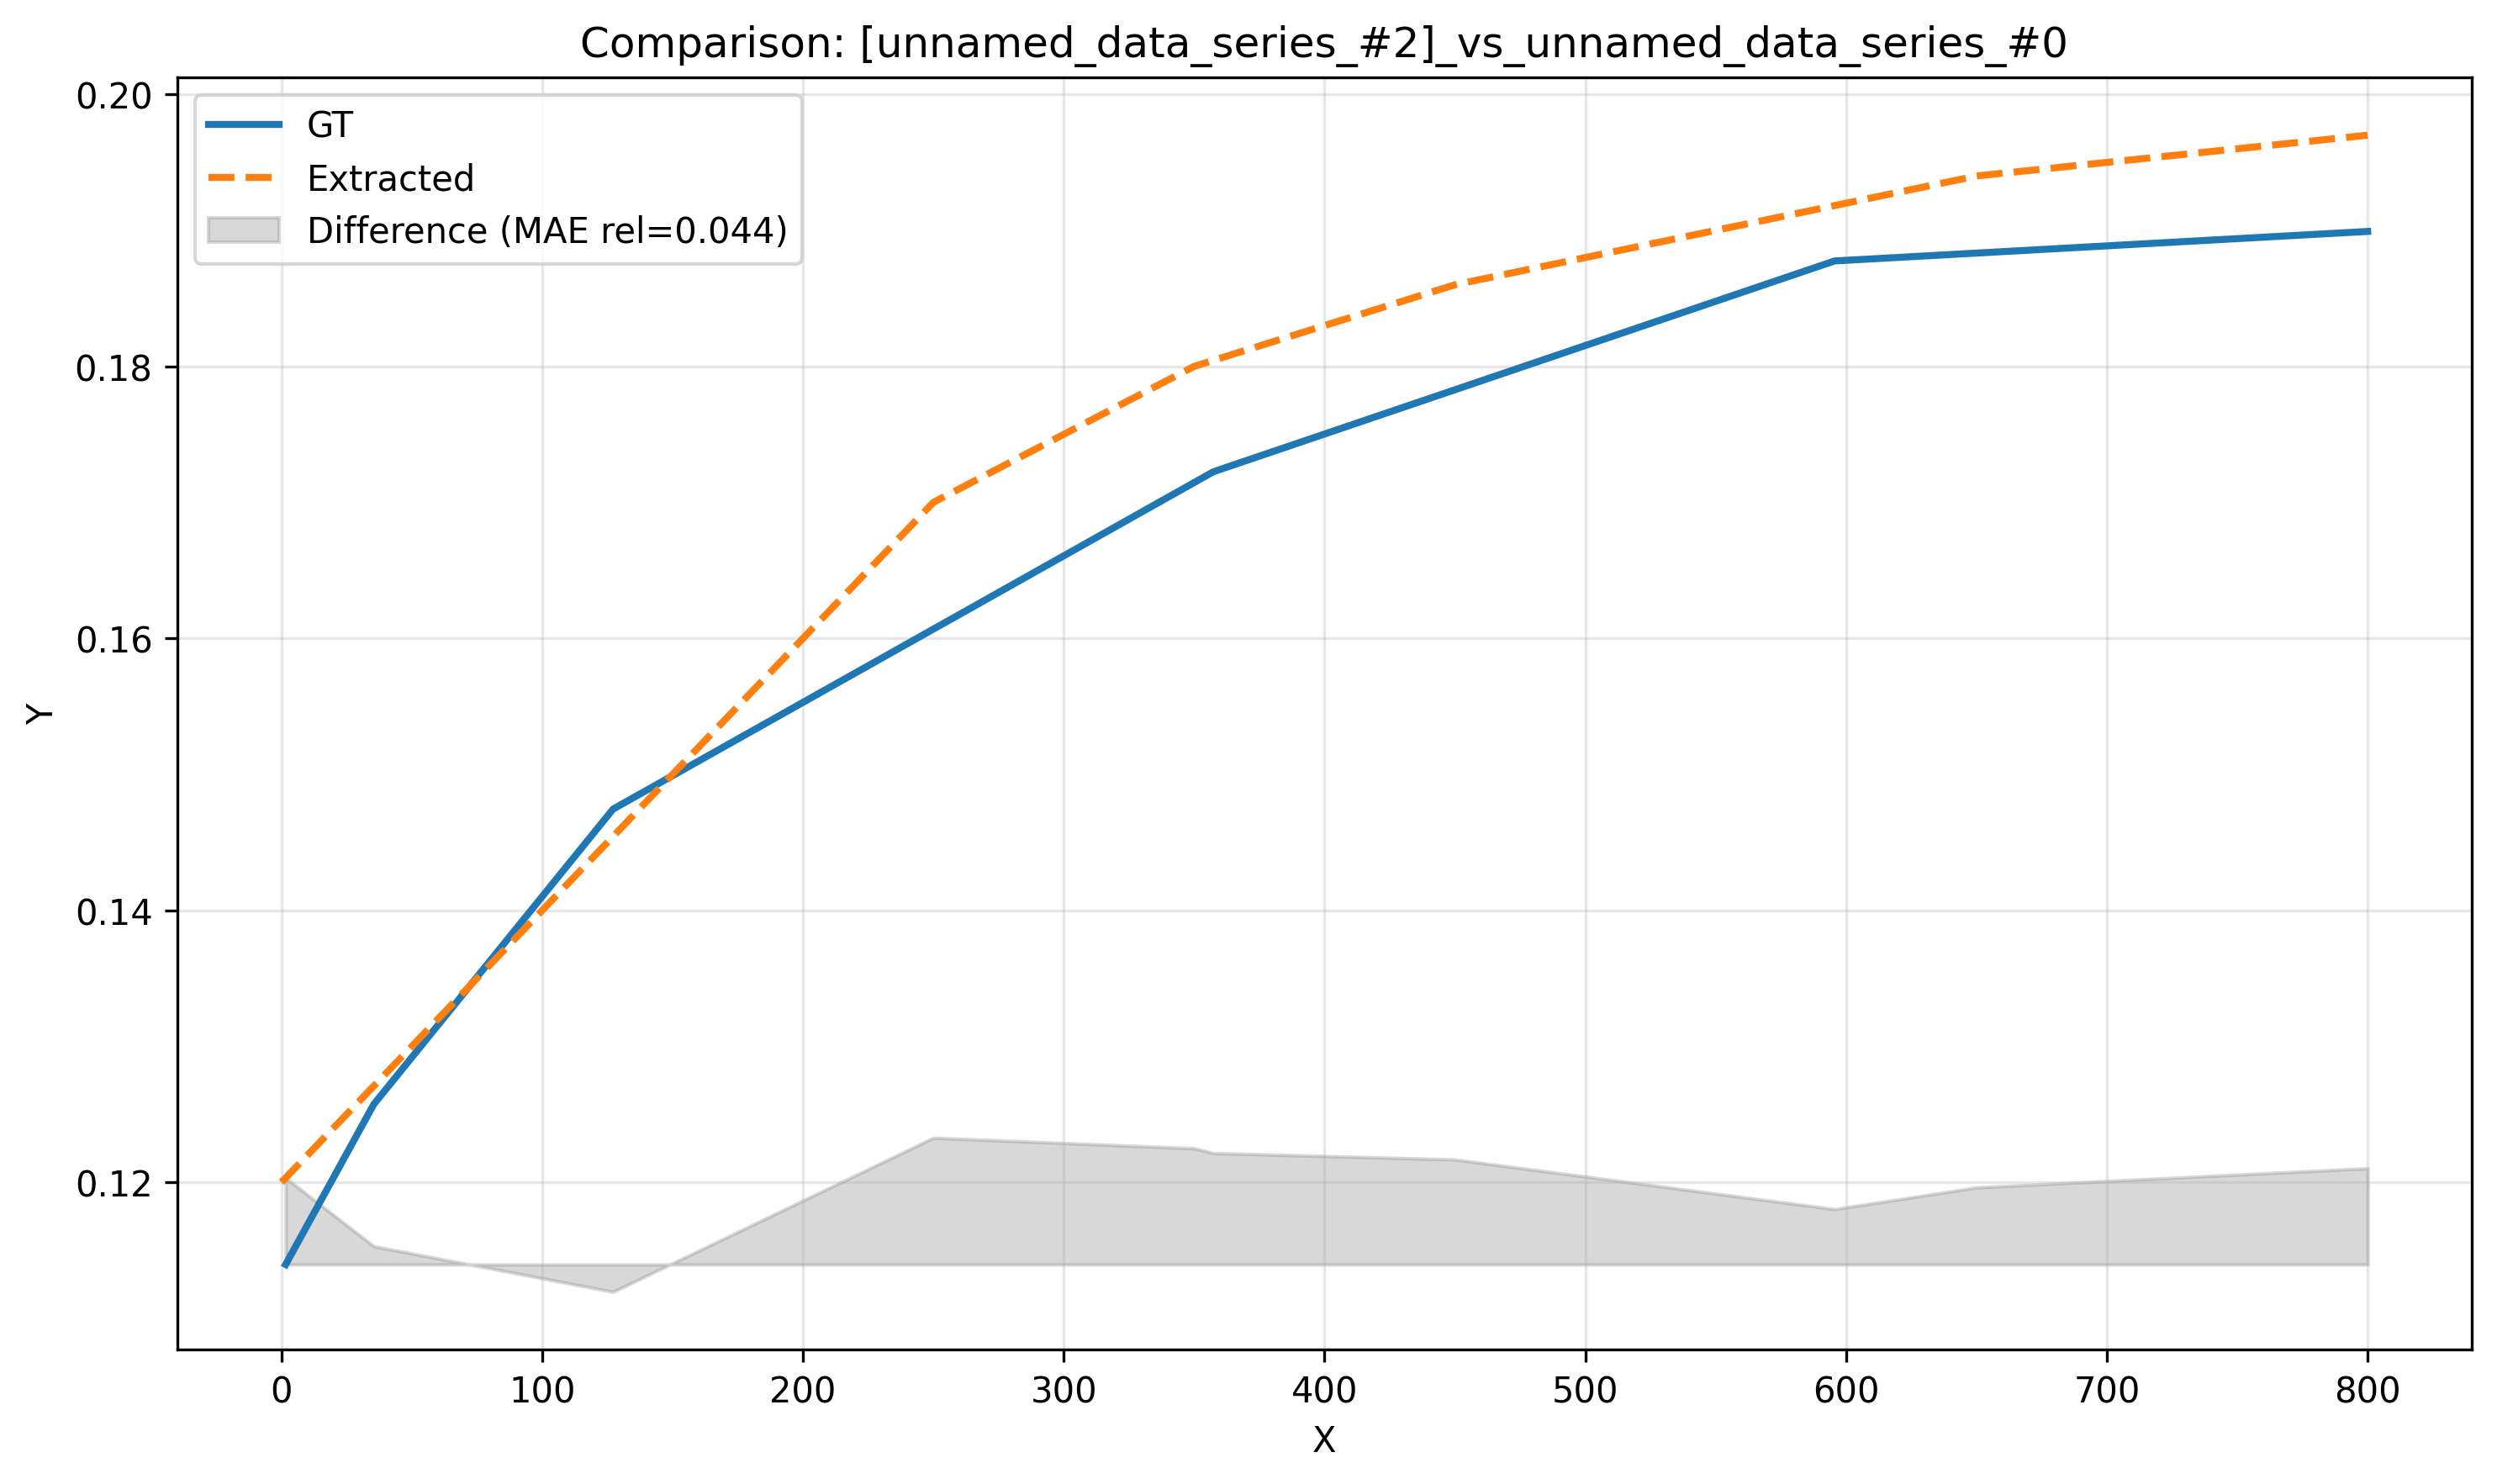 Comparison: [unnamed_data_series_#2]_vs_unnamed_data_series_#0
GT
Extracted
Difference (MAE rel=0.044)
0.20
0.18
0.16
0.14
0.12
Y
0 100 200 300 400 500 600 700 800
X